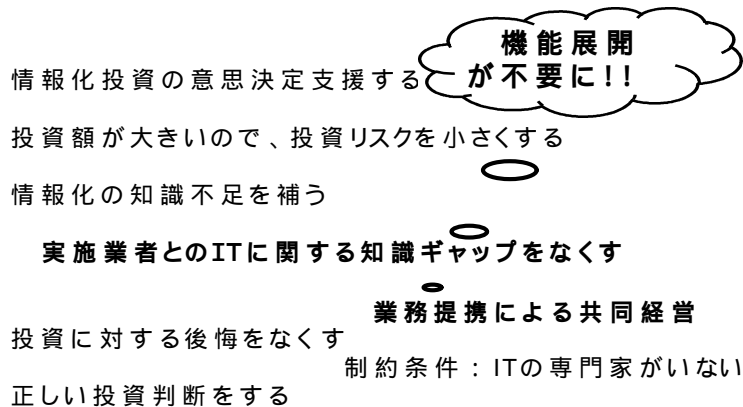 機能展開
が不要に!!
情報化投資の意思決定支援する
投資額が大きいので、投資リスクを小さくする
情報化の知識不足を補う
実施業者とのITに関する知識ギャップをなくす
業務提携による共同経営
投資に対する後悔をなくす
制約条件：ITの専門家がいない
正しい投資判断をする